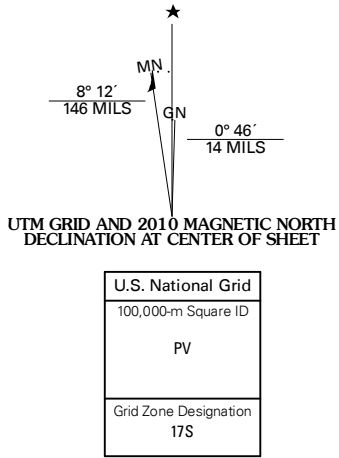 MN
8° 12´
146 MILS
GN
0° 46´
14 MILS
UTM GRID AND 2010 MAGNETIC NORTH
DECLINATION AT CENTER OF SHEET
U.S. National Grid
100,000-m Square ID
PV
Grid Zone Designation
17S